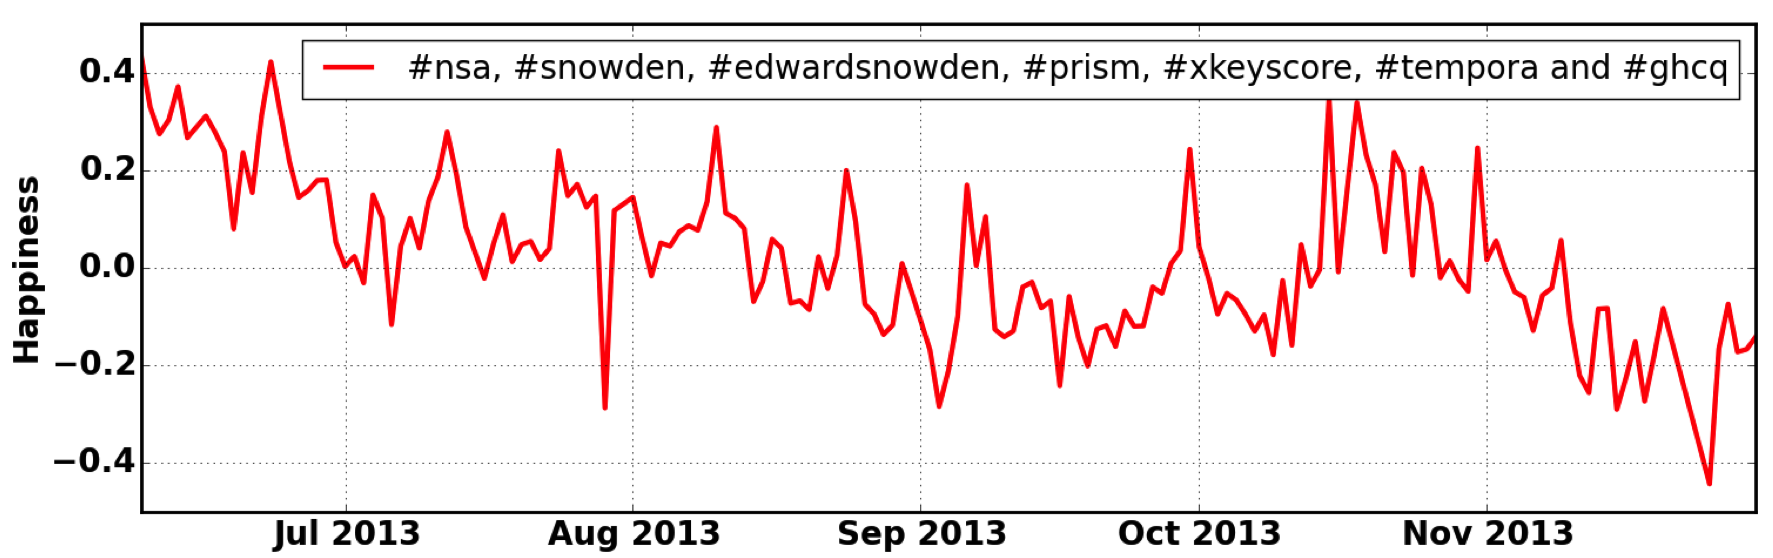 #nsa, #snowden, #edwardsnowden, #prism, #xkeyscore, #tempora and #ghcq
Happiness
0.4
0.2
0.0
−0.2
−0.4
Jul 2013 Aug 2013 Sep 2013 Oct 2013 Nov 2013